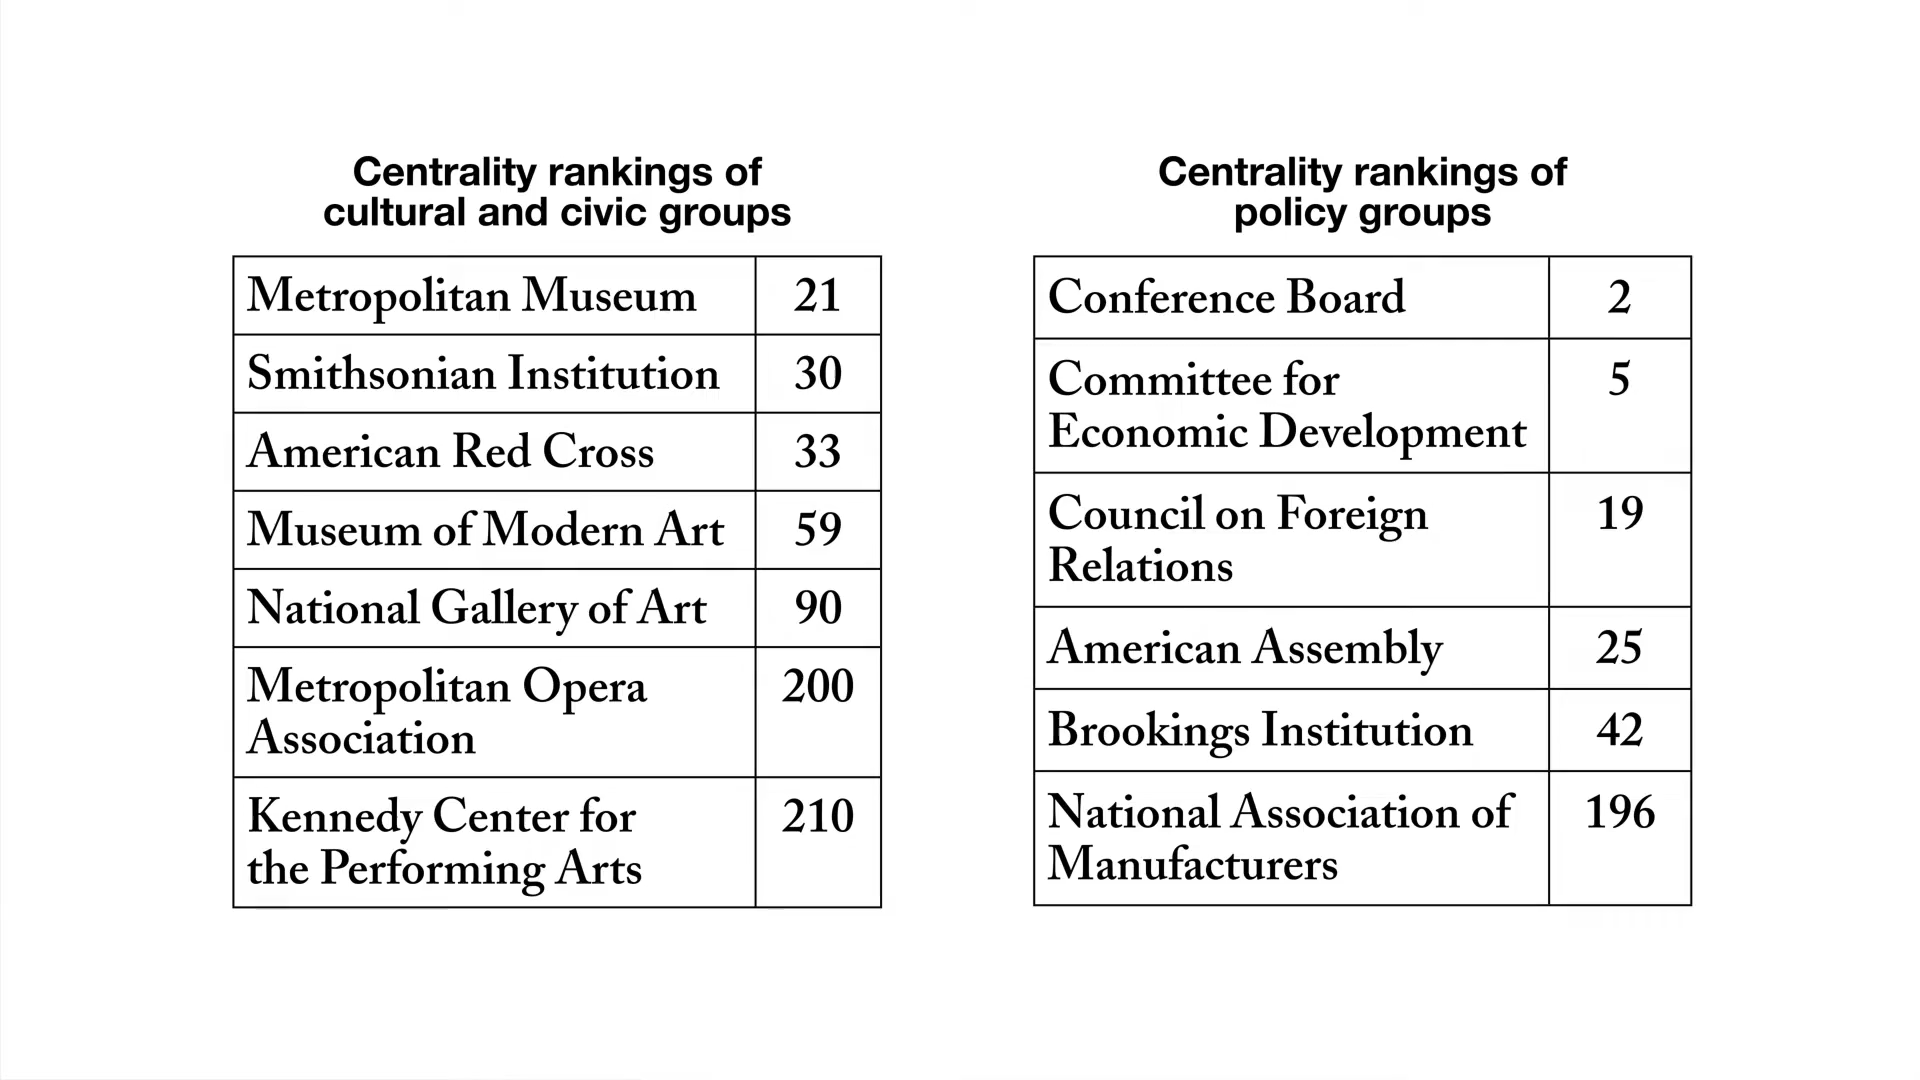 Centrality rankings of
cultural and civic groups
Metropolitan Museum 21
Smithsonian Institution 30
American Red Cross 33
Museum of Modern Art 59
National Gallery of Art 90
Metropolitan Opera 200
Association
Kennedy Center for 210
the Performing Arts
Centrality rankings of
policy groups
Conference Board 2
Committee for 5
Economic Development
Council on Foreign 19
Relations
American Assembly 25
Brookings Institution 42
National Association of 196
Manufacturers